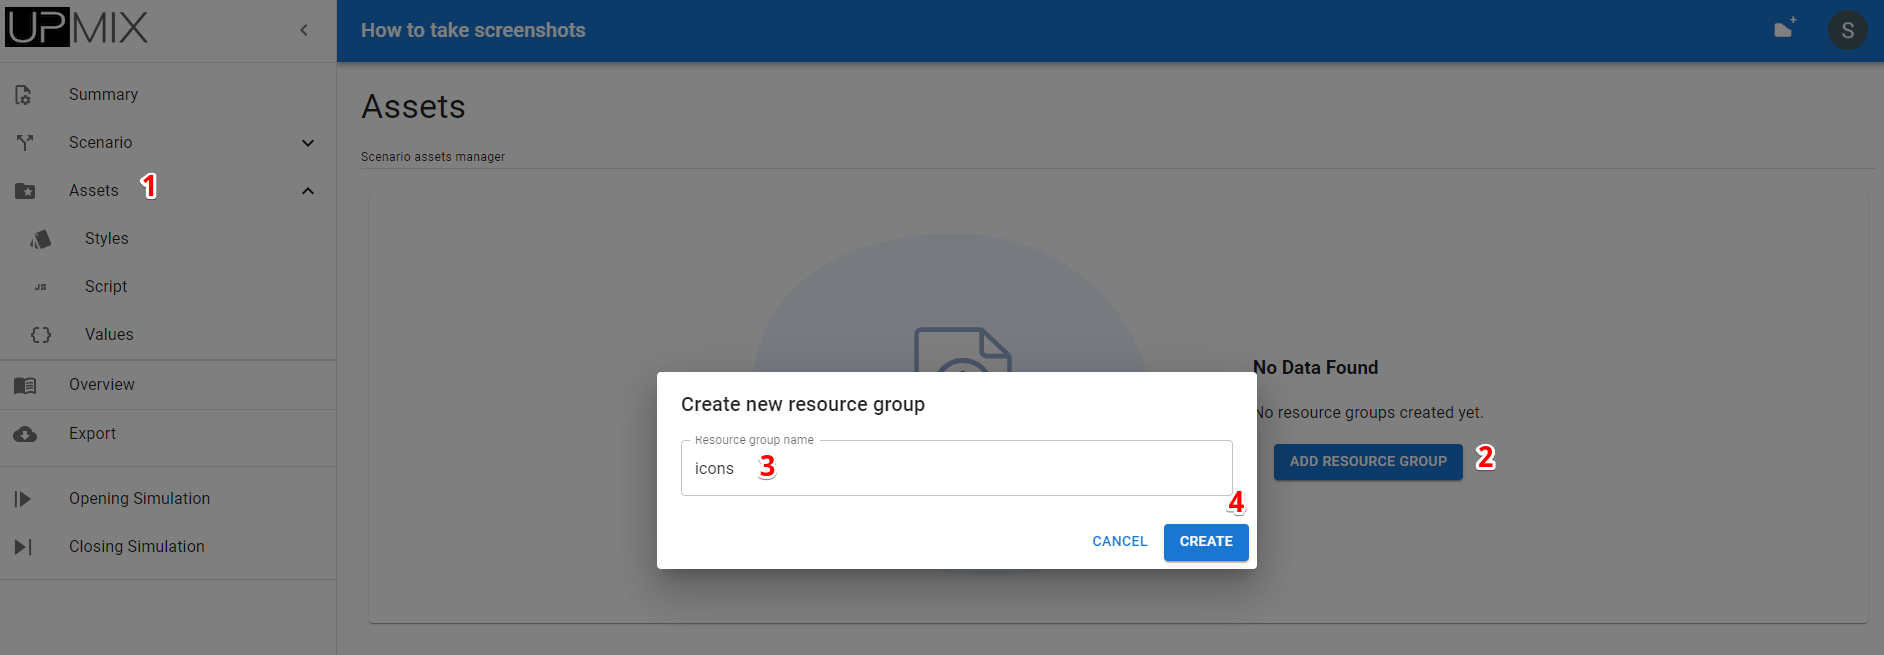 UPMIX
How to take screenshots
S
Summary
Scenario
Assets 1
Styles
JS Script
Values
Overview
Export
Opening Simulation
Closing Simulation
Assets
Scenario assets manager
No Data Found
No resource groups created yet.
ADD RESOURCE GROUP 2
Create new resource group
Resource group name
icons 3
4
CANCEL CREATE